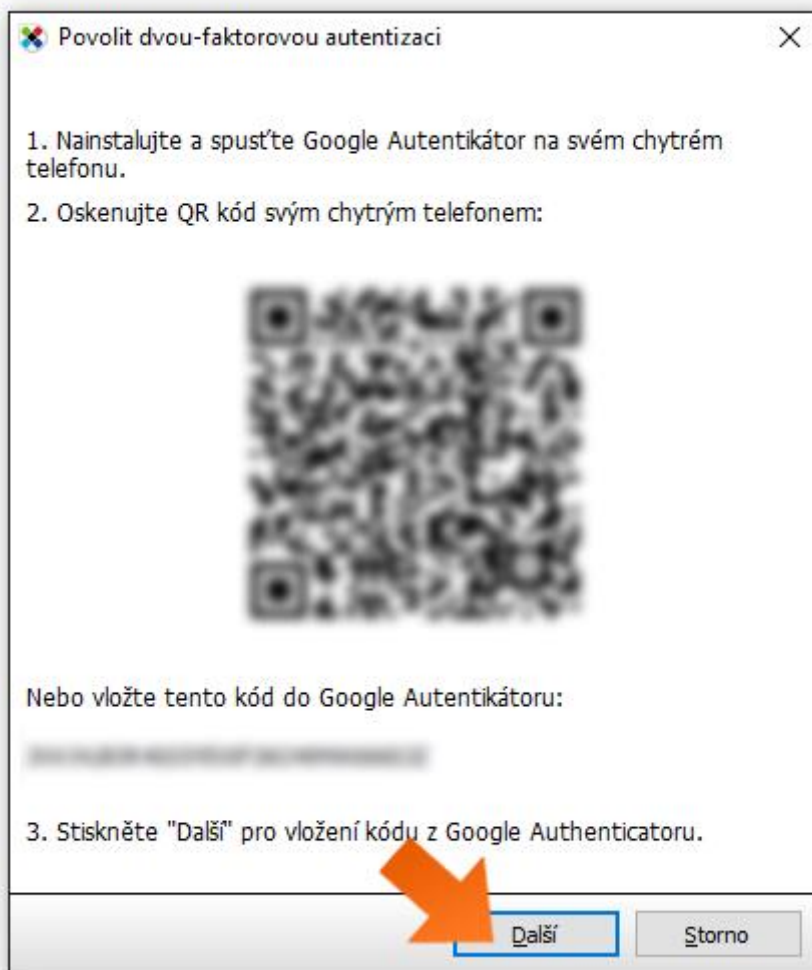 Povolit dvou-faktorovou autentizaci
1. Nainstalujte a spusťte Google Autentikátor na svém chytrém
telefonu.
2. Oskenujte QR kód svým chytrým telefonem:
Nebo vložte tento kód do Google Autentikátoru:
3. Stiskněte "Další" pro vložení kódu z Google Authenticatoru.
Další
Storno